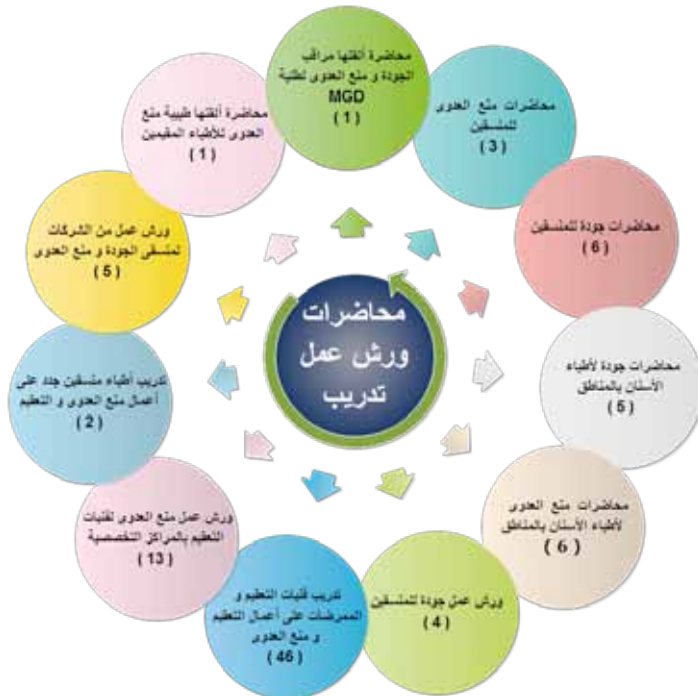 محاضرات
ورش عمل
تدريب
محاضرة ألقتها مراقب
الجودة و منع العدوى لطلبة
MGD
( 1 )
محاضرات منع العدوى
للمنسقين
( 3 )
محاضرات جودة للمنسقين
( 6 )
محاضرات جودة لأطباء
الأسنان بالمناطق
( 5 )
محاضرات منع العدوى
لأطباء الأسنان بالمناطق
( 6 )
ورش عمل جودة للمنسقين
( 4 )
تدريب فنيات التعقيم و
الممرضات على أعمال التعقيم
و منع العدوى
( 46 )
ورش عمل منع العدوى لفنيات
التعقيم بالمراكز التخصصية
( 13 )
تدريب أطباء منسقين جدد على
أعمال منع العدوى و التعقيم
( 2 )
ورش عمل من الشركات
لمنسقى الجودة و منع العدوى
( 5 )
محاضرة ألقتها طبيبة منع
العدوى للأطباء المقيمين
( 1 )